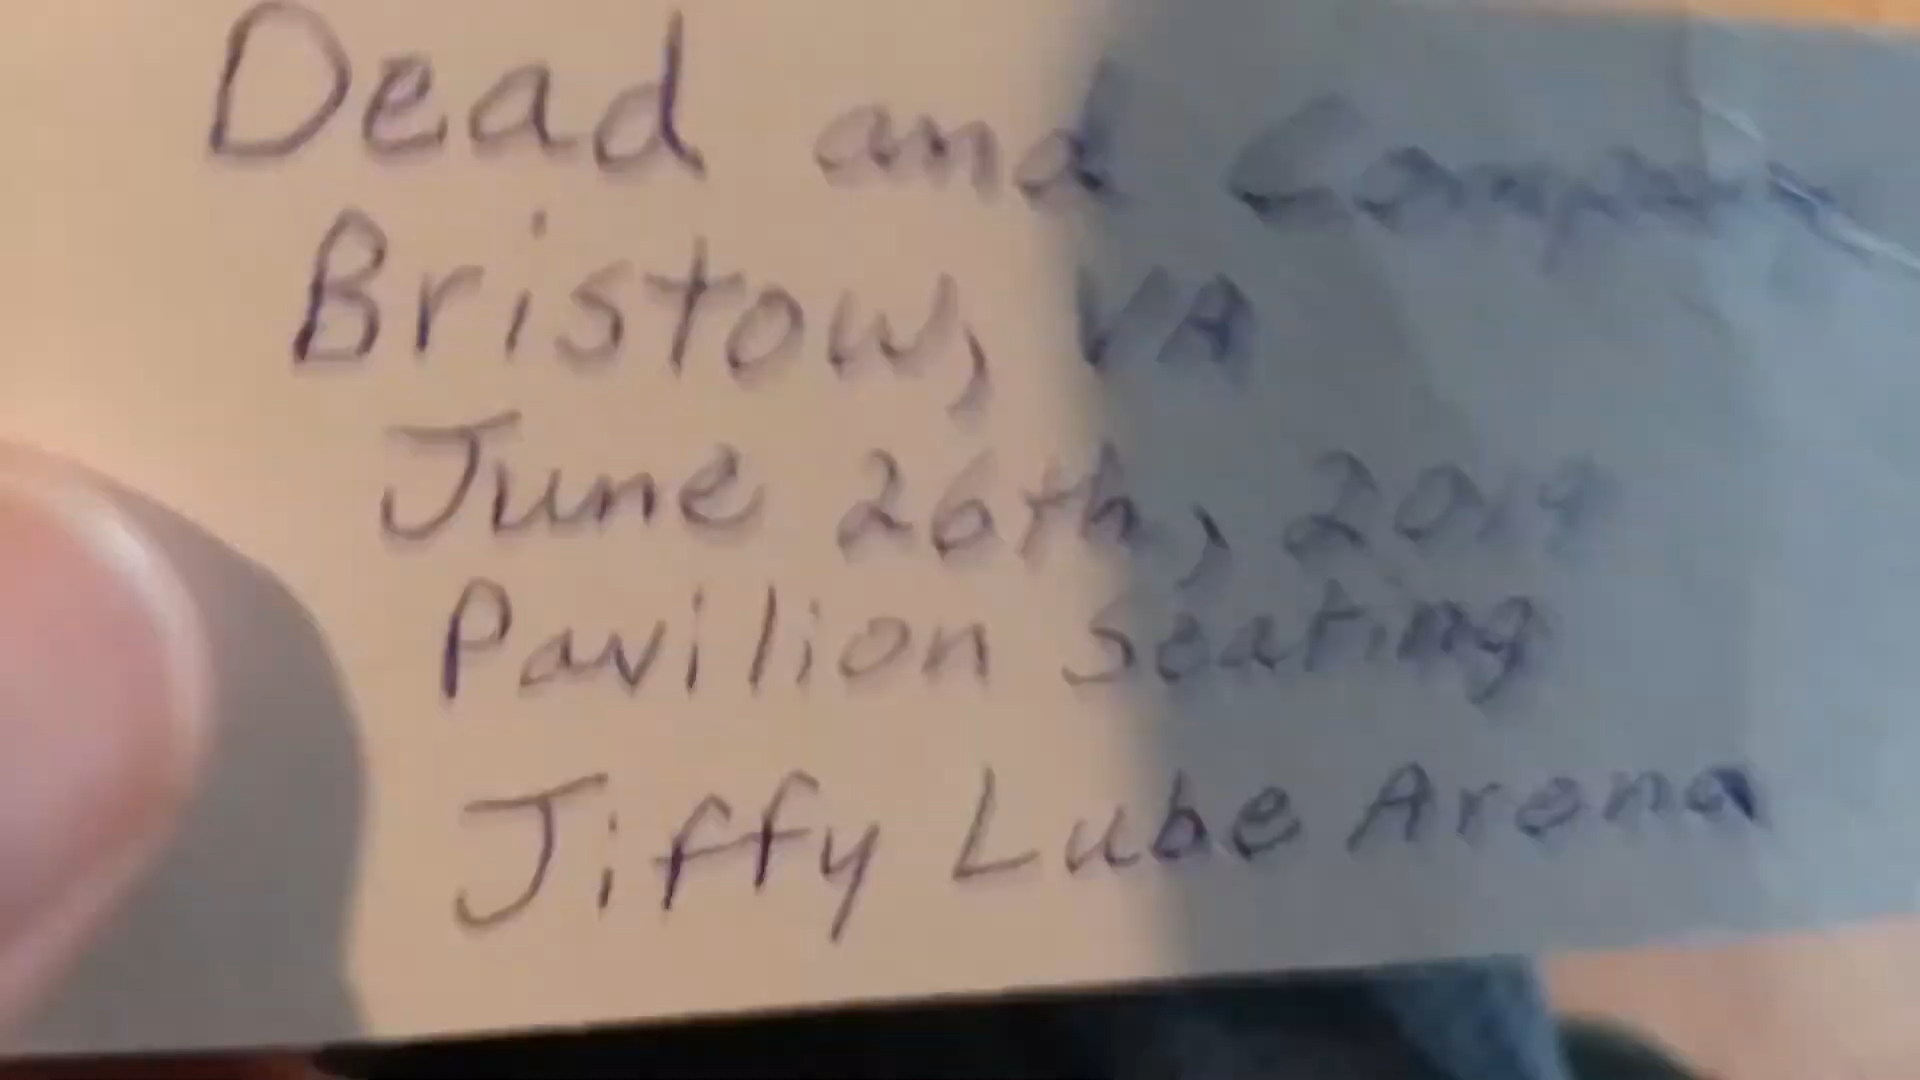 Dead and Company
Bristow, VA
June 26th, 2019
Pavilion Seating
Jiffy Lube Arena